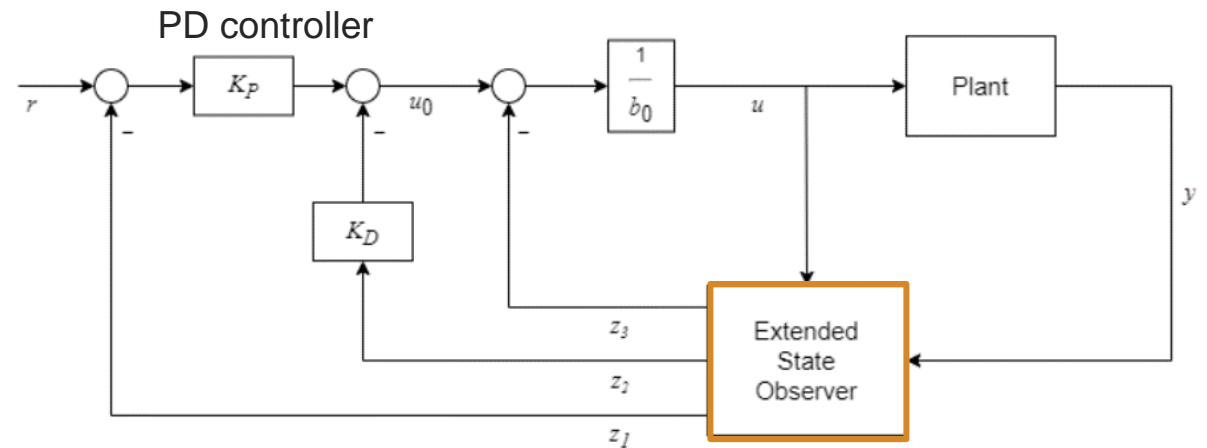 PD controller
r
−
K_P
−
u_0
−
1
b_0
u
Plant
y
K_D
z_3
z_2
z_1
Extended
State
Observer